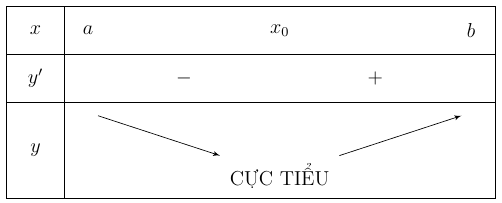 x a x₀ b
y′ − +
y
CỰC TIỂU